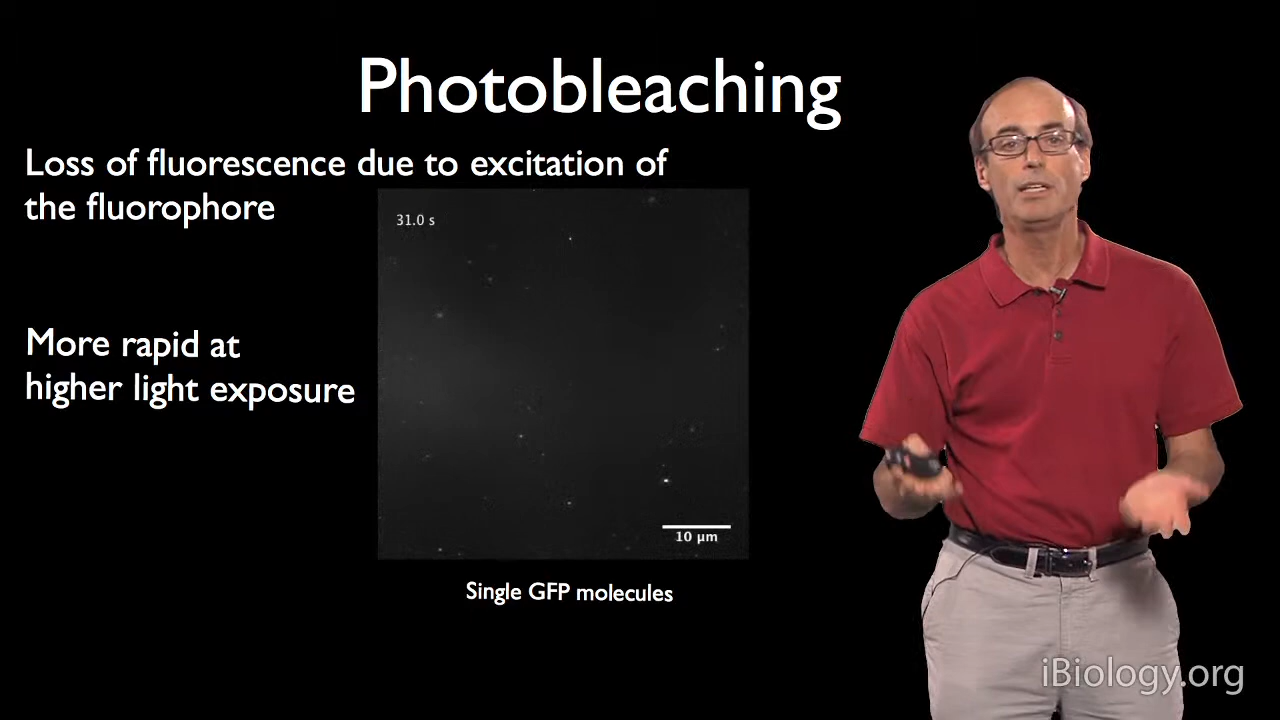 Photobleaching
Loss of fluorescence due to excitation of
the fluorophore
31.0 s
More rapid at
higher light exposure
10 µm
Single GFP molecules
iBiology.org